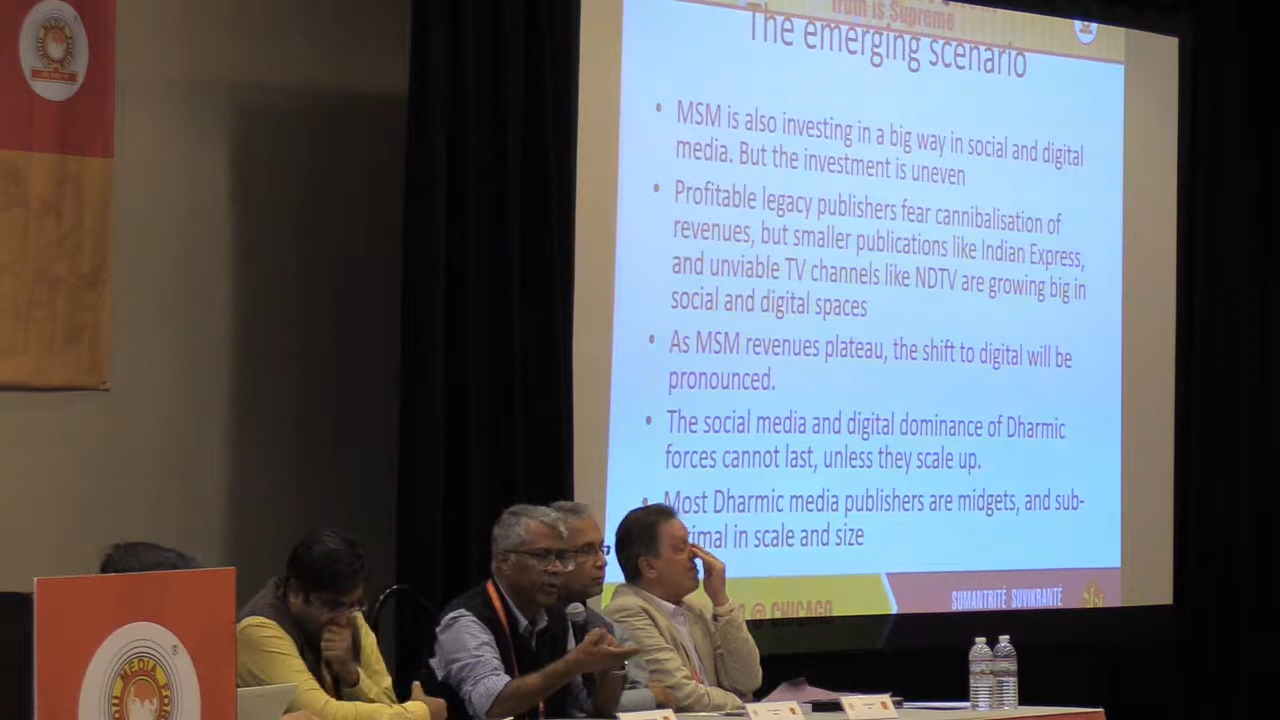 Truth is Supreme
The emerging scenario
• MSM is also investing in a big way in social and digital
media. But the investment is uneven
• Profitable legacy publishers fear cannibalisation of
revenues, but smaller publications like Indian Express,
and unviable TV channels like NDTV are growing big in
social and digital spaces
• As MSM revenues plateau, the shift to digital will be
pronounced.
• The social media and digital dominance of Dharmic
forces cannot last, unless they scale up.
• Most Dharmic media publishers are midgets, and sub-
timal in scale and size
@ CHICAGO
SUMANTRITÉ SUVIKRANTÉ
MEDIA